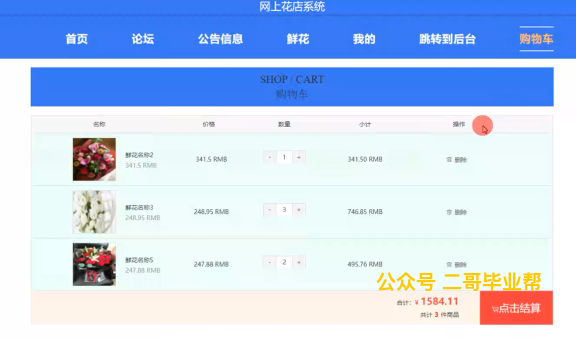 网上花店系统
首页 论坛 公告信息 鲜花 我的 跳转到后台 购物车
SHOP / CART
购物车
名称 价格 数量 小计 操作
鲜花名称2
341.5 RMB
341.5 RMB - 1 + 341.50 RMB 删除
鲜花名称3
248.95 RMB
248.95 RMB - 3 + 746.85 RMB 删除
鲜花名称5
247.88 RMB
247.88 RMB - 2 + 495.76 RMB 删除
公众号 二哥毕业帮
合计：¥ 1584.11
共计 3 件商品
点击结算